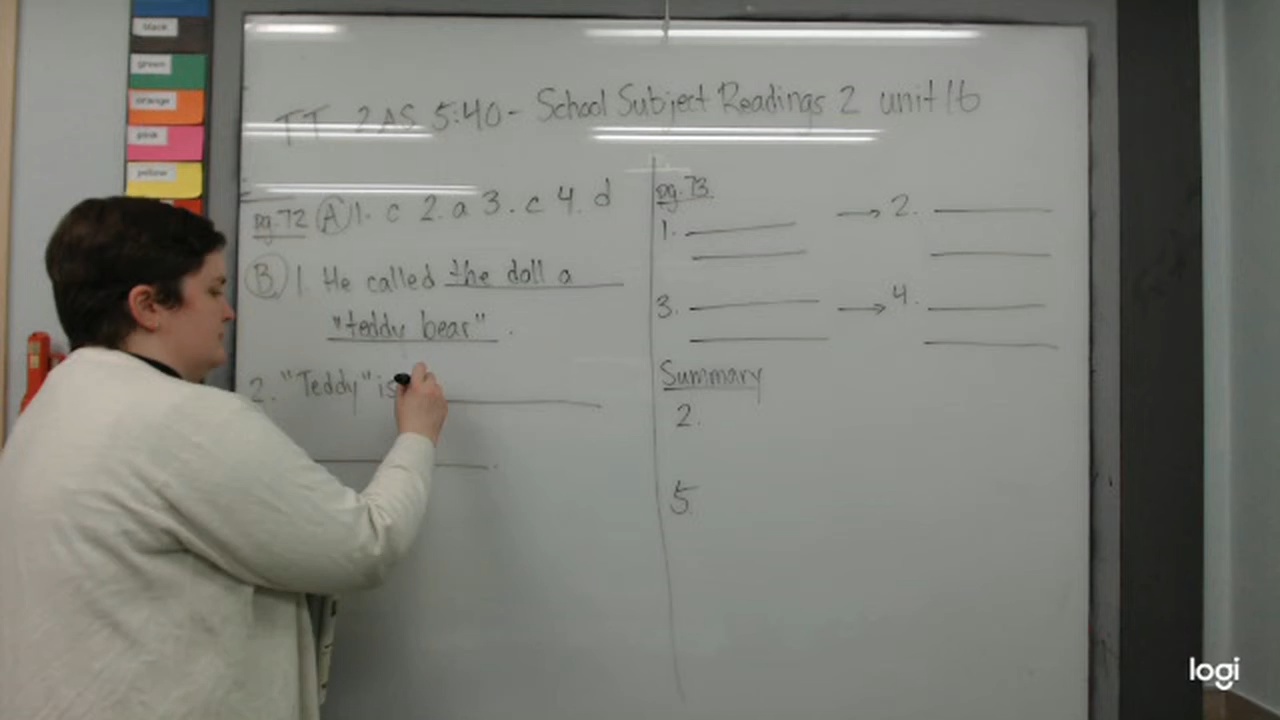 black
green
orange
pink
yellow
TT 2AS 5:40 - School Subject Readings 2 unit 16
pg. 72 (A) 1. c 2. a 3. c 4. d
(B) 1. He called the doll a
"teddy bear".
2. "Teddy" is
pg. 73
1. → 2.
3. → 4.
Summary
2.
5.
logi